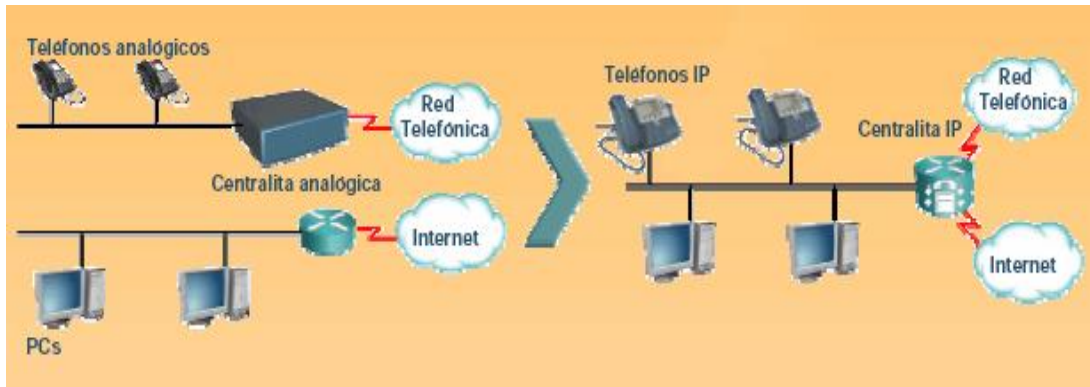 Teléfonos analógicos
Red
Telefónica
Centralita analógica
Internet
PCs
Teléfonos IP
Red
Telefónica
Centralita IP
Internet